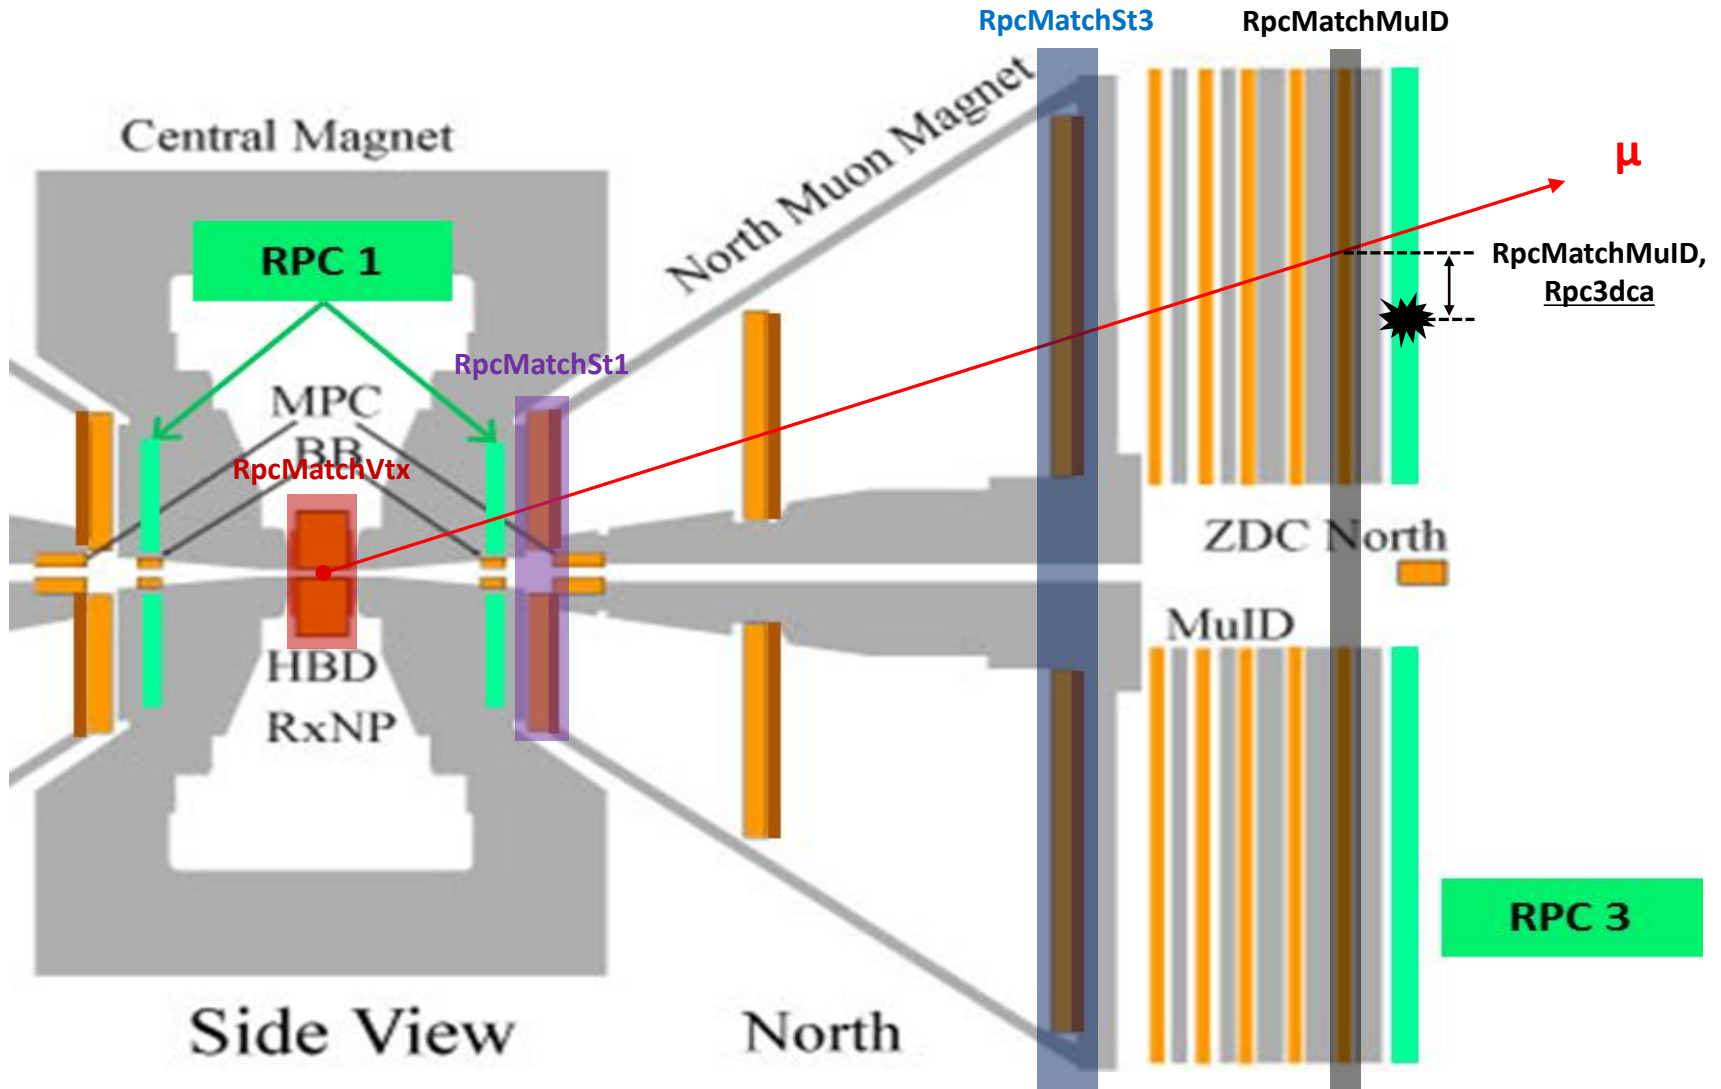 RpcMatchSt3
RpcMatchMuID
Central Magnet
North Muon Magnet
μ
RPC 1
RpcMatchMuID,
Rpc3dca
RpcMatchSt1
MPC
BB
RpcMatchVtx
ZDC North
MuID
HBD
RxNP
RPC 3
Side View
North